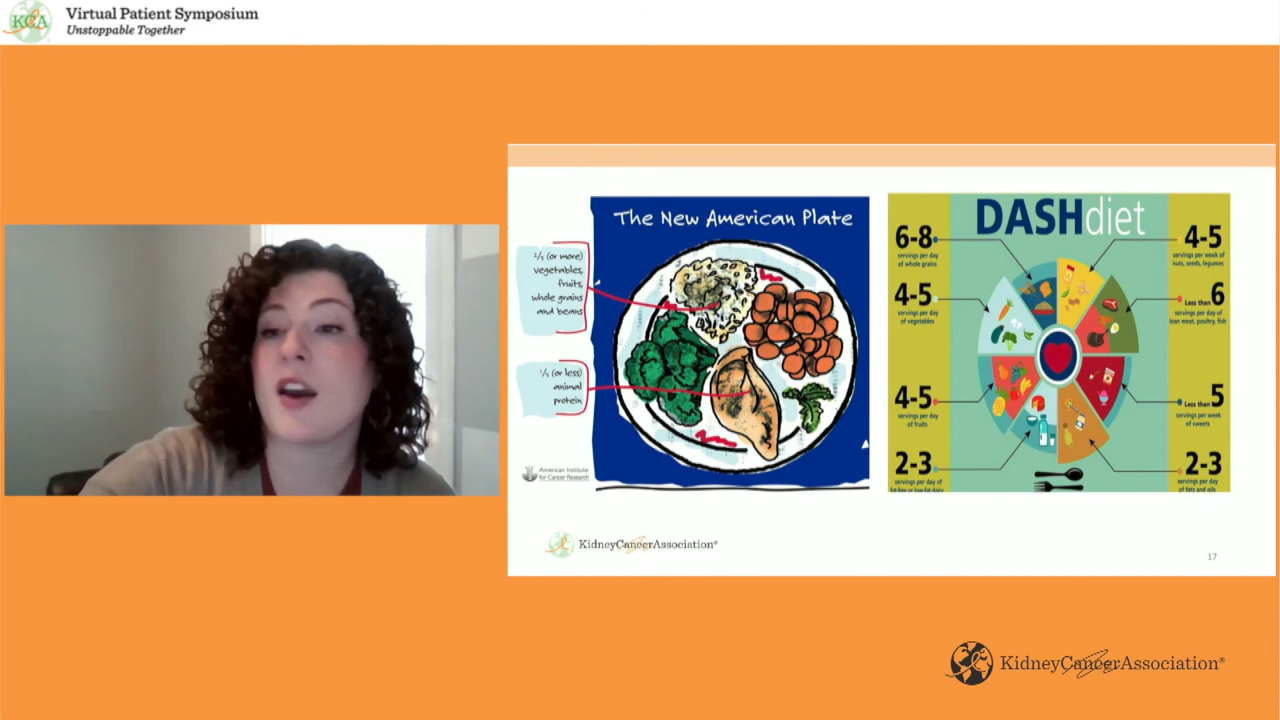 KCA
Virtual Patient Symposium
Unstoppable Together
The New American Plate
2/3 (or more)
vegetables,
fruits,
whole grains
and beans
1/3 (or less)
animal
protein
American Institute
for Cancer Research
DASHdiet
6-8
servings per day
of whole grains
4-5
servings per day
of vegetables
4-5
servings per day
of fruits
2-3
servings per day of
fat free or low-fat dairy
4-5
servings per week of
nuts, seeds, legumes
Less than 6
servings per day of
lean meat, poultry, fish
Less than 5
servings per week
of sweets
2-3
servings per day
of fats and oils
KidneyCancerAssociation®
17
KidneyCancerAssociation®